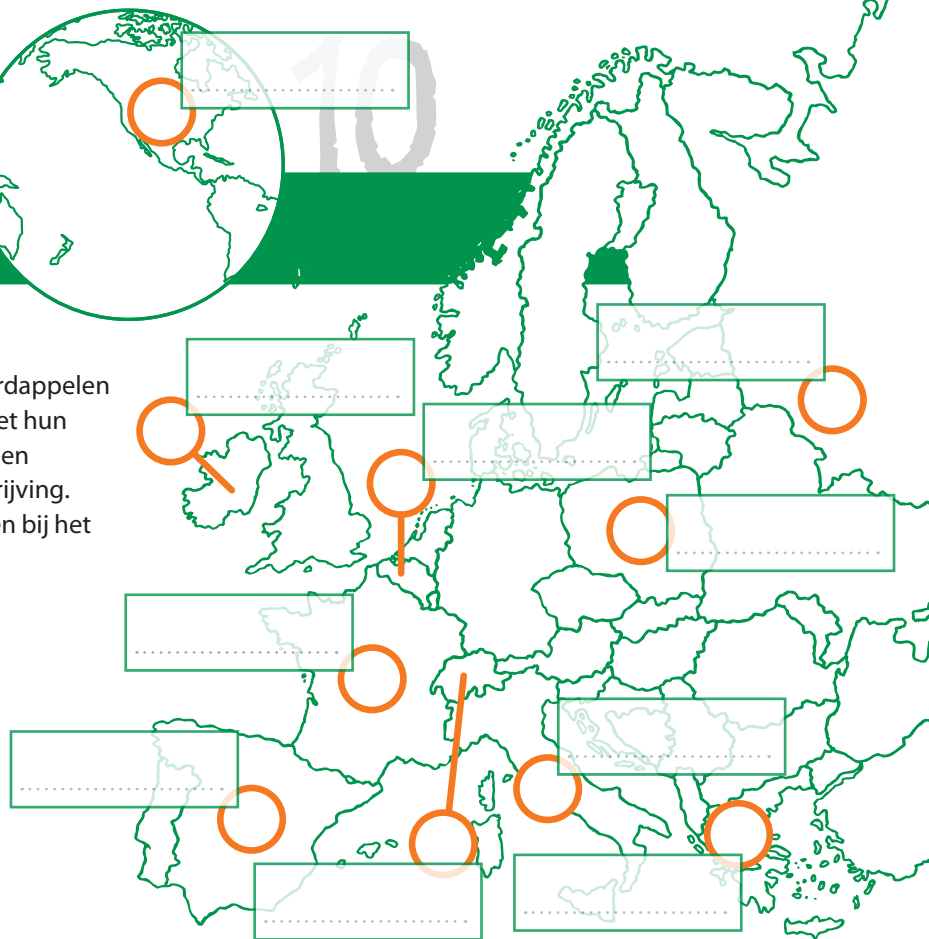 10
rdappelen
et hun
en
rijving.
en bij het